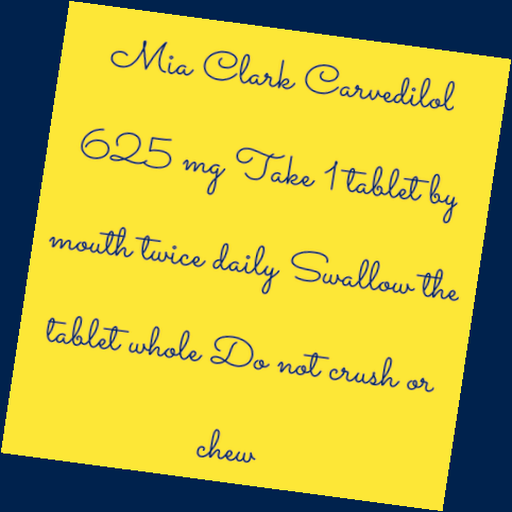 Mia Clark Carvedilol
625 mg Take 1 tablet by
mouth twice daily Swallow the
tablet whole Do not crush or
chew